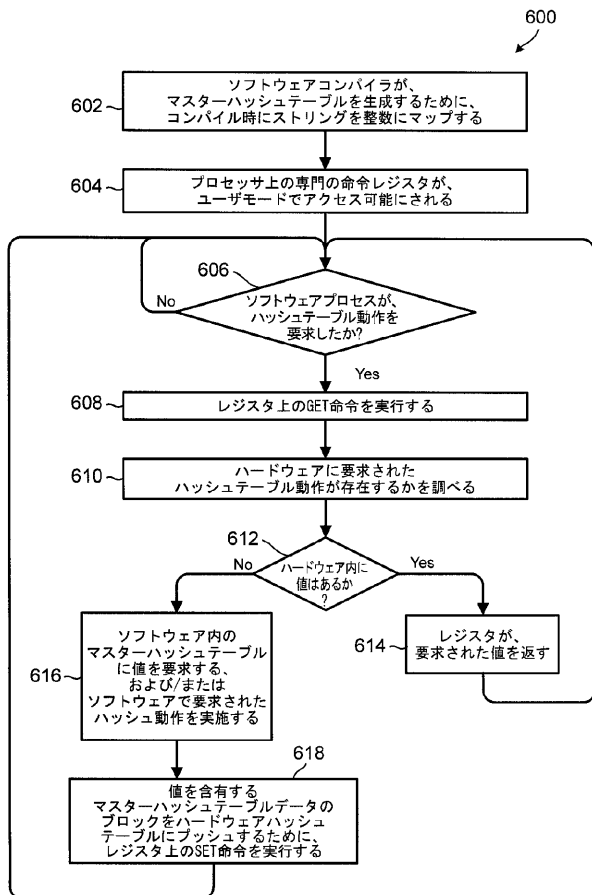 600
602
ソフトウェアコンパイラが、
マスターハッシュテーブルを生成するために、
コンパイル時にストリングを整数にマップする
604
プロセッサ上の専門の命令レジスタが、
ユーザモードでアクセス可能にされる
606
No
ソフトウェアプロセスが、
ハッシュテーブル動作を
要求したか?
Yes
608
レジスタ上のGET命令を実行する
610
ハードウェアに要求された
ハッシュテーブル動作が存在するかを調べる
612
No
ハードウェア内に
値はあるか
?
Yes
616
ソフトウェア内の
マスターハッシュテーブル
に値を要求する、
および/または
ソフトウェアで要求された
ハッシュ動作を実施する
614
レジスタが、
要求された値を返す
618
値を含有する
マスターハッシュテーブルデータの
ブロックをハードウェアハッシュ
テーブルにプッシュするために、
レジスタ上のSET命令を実行する